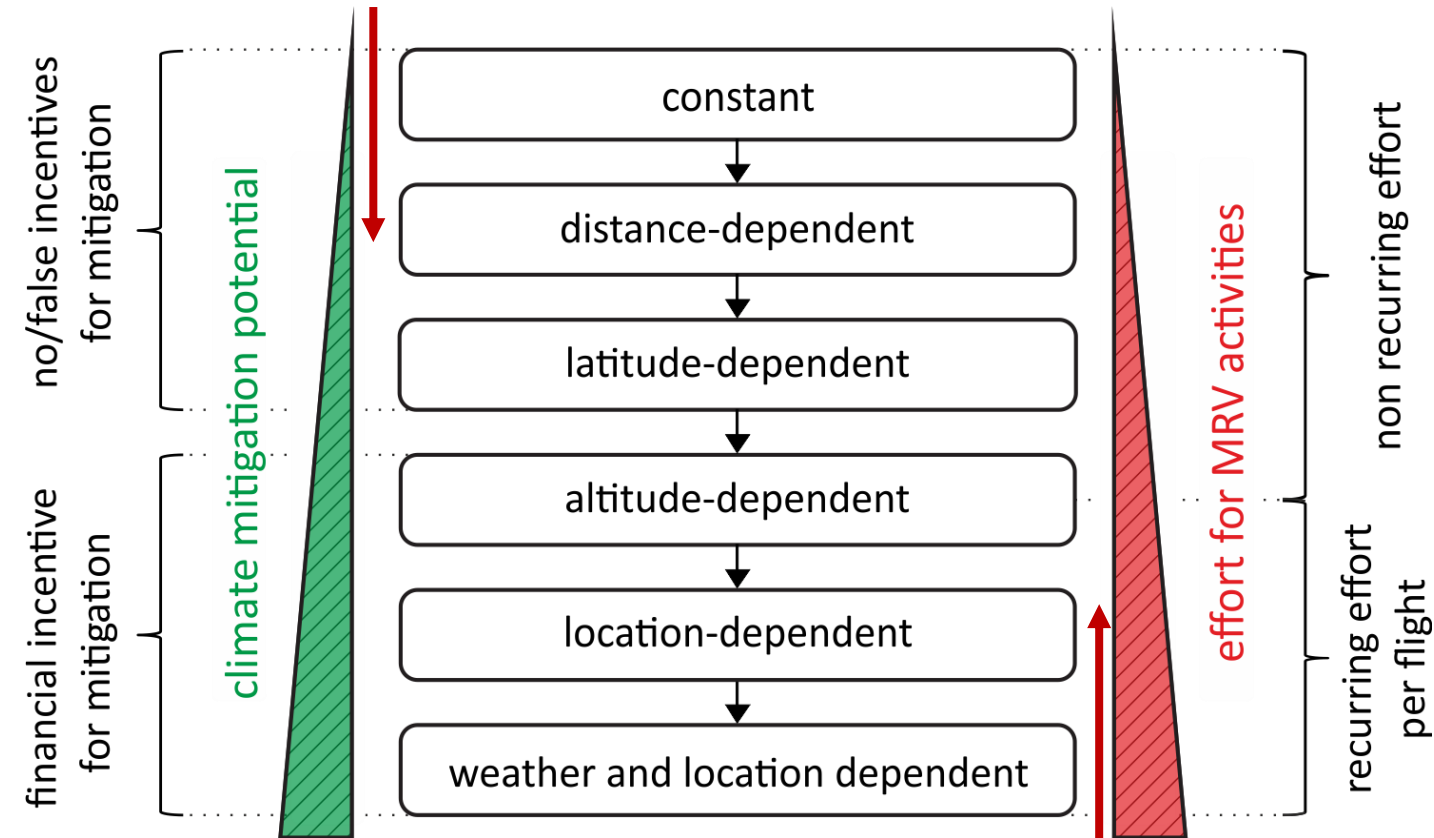 no/false incentives
for mitigation
financial incentive
for mitigation
climate mitigation potential
constant
distance-dependent
latitude-dependent
altitude-dependent
location-dependent
weather and location dependent
effort for MRV activities
non recurring effort
recurring effort
per flight